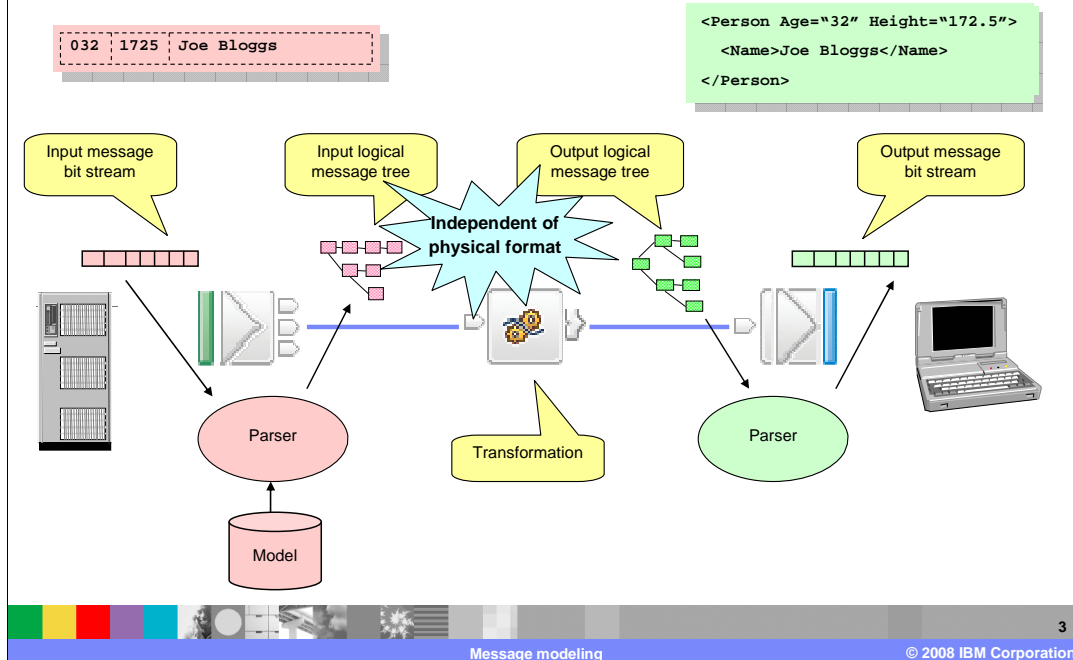 032 1725 Joe Bloggs
<Person Age=“32” Height=“172.5”>
<Name>Joe Bloggs</Name>
</Person>
Input message
bit stream
Input logical
message tree
Output logical
message tree
Output message
bit stream
Independent of
physical format
Parser
Transformation
Parser
Model
3
Message modeling
© 2008 IBM Corporation